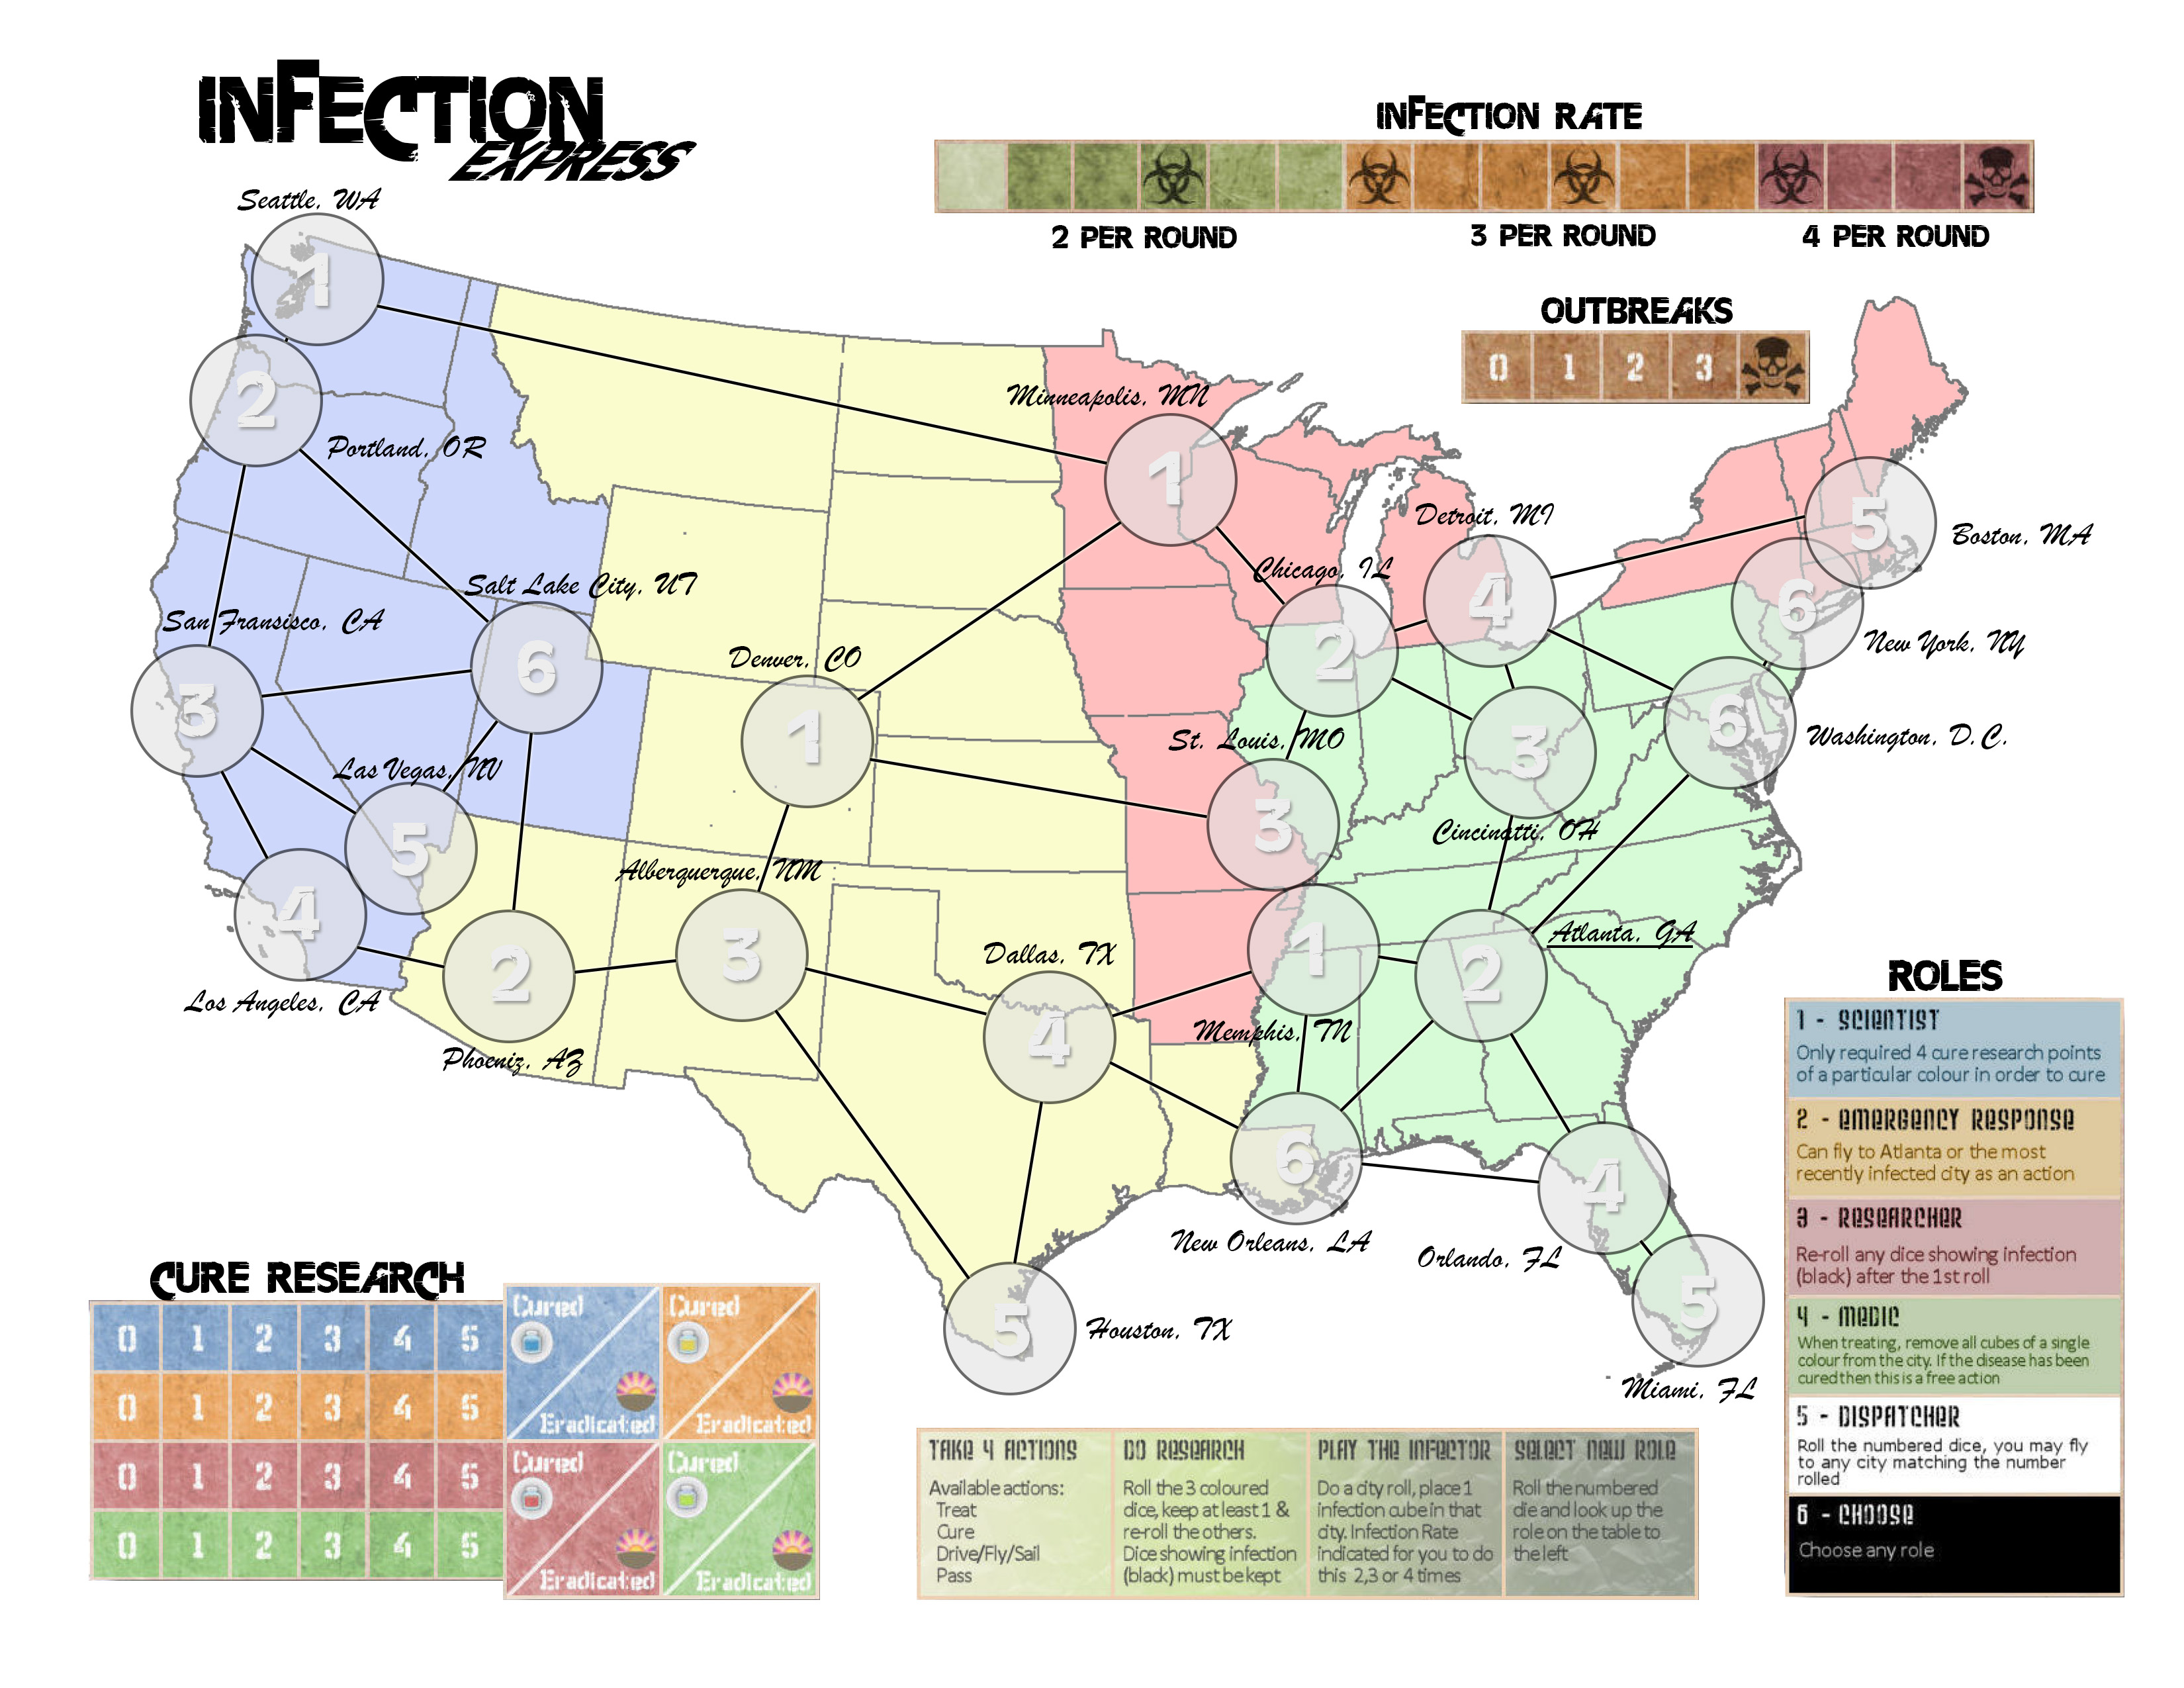 INFECTION
EXPRESS
INFECTION RATE
2 PER ROUND
3 PER ROUND
4 PER ROUND
OUTBREAKS
0 1 2 3
Seattle, WA
1
2
Portland, OR
Minneapolis, MN
1
Detroit, MI
4
5
Boston, MA
Chicago, IL
2
6
New York, NY
Salt Lake City, UT
6
San Fransisco, CA
3
Denver, CO
1
St. Louis, MO
3
3
Cincinatti, OH
6
Washington, D.C.
Las Vegas, NV
5
4
Los Angeles, CA
2
Phoeniz, AZ
Alberquerque, NM
3
Dallas, TX
4
1
Memphis, TN
2
Atlanta, GA
6
New Orleans, LA
4
Orlando, FL
5
Miami, FL
5
Houston, TX
ROLES
1 - SCIENTIST
Only required 4 cure research points
of a particular colour in order to cure
2 - EMERGENCY RESPONSE
Can fly to Atlanta or the most
recently infected city as an action
3 - RESEARCHER
Re-roll any dice showing infection
(black) after the 1st roll
4 - MEDIC
When treating, remove all cubes of a single
colour from the city. If the disease has been
cured then this is a free action
5 - DISPATCHER
Roll the numbered dice, you may fly
to any city matching the number
rolled
6 - CHOOSE
Choose any role
CURE RESEARCH
0 1 2 3 4 5
0 1 2 3 4 5
0 1 2 3 4 5
0 1 2 3 4 5
Cured
Eradicated
Cured
Eradicated
Cured
Eradicated
Cured
Eradicated
TAKE 4 ACTIONS
Available actions:
Treat
Cure
Drive/Fly/Sail
Pass
DO RESEARCH
Roll the 3 coloured
dice, keep at least 1 &
re-roll the others.
Dice showing infection
(black) must be kept
PLAY THE INFECTOR
Do a city roll, place 1
infection cube in that
city. Infection Rate
indicated for you to do
this 2,3 or 4 times
SELECT NEW ROLE
Roll the numbered
die and look up the
role on the table to
the left